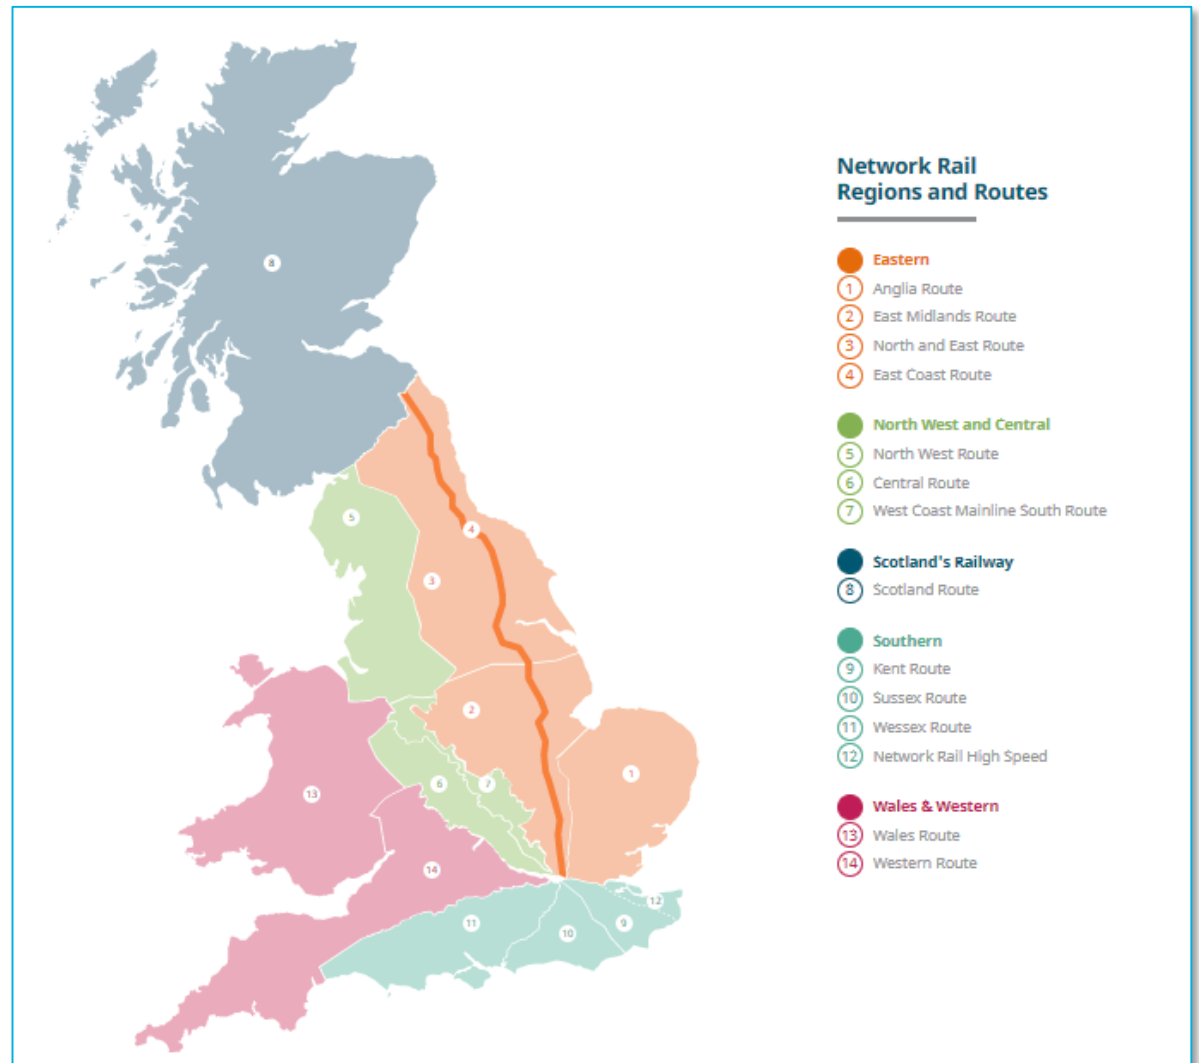 Network Rail
Regions and Routes
Eastern
1 Anglia Route
2 East Midlands Route
3 North and East Route
4 East Coast Route
North West and Central
5 North West Route
6 Central Route
7 West Coast Mainline South Route
Scotland's Railway
8 Scotland Route
Southern
9 Kent Route
10 Sussex Route
11 Wessex Route
12 Network Rail High Speed
Wales & Western
13 Wales Route
14 Western Route
8
5
4
3
2
1
6
7
13
14
12
11
10
9